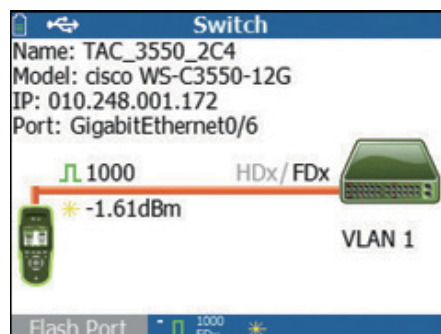 Switch
Name: TAC_3550_2C4
Model: cisco WS-C3550-12G
IP: 010.248.001.172
Port: GigabitEthernet0/6
1000 HDx/FDx
-1.61dBm
VLAN 1
Flash Port 1000
FDx